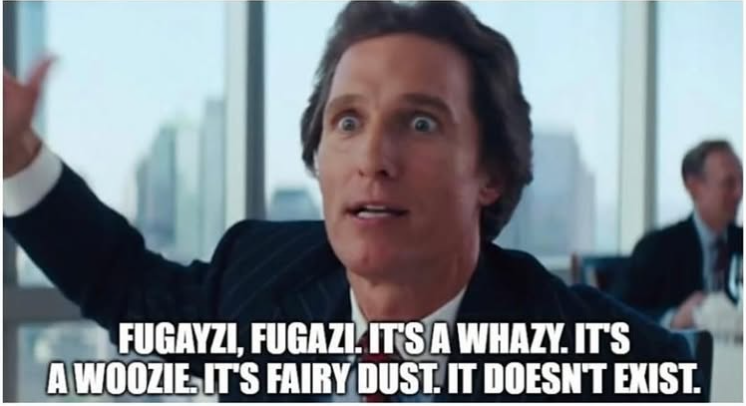 FUGAYZI, FUGAZI. IT'S A WHAZY. IT'S
A WOOZIE. IT'S FAIRY DUST. IT DOESN'T EXIST.